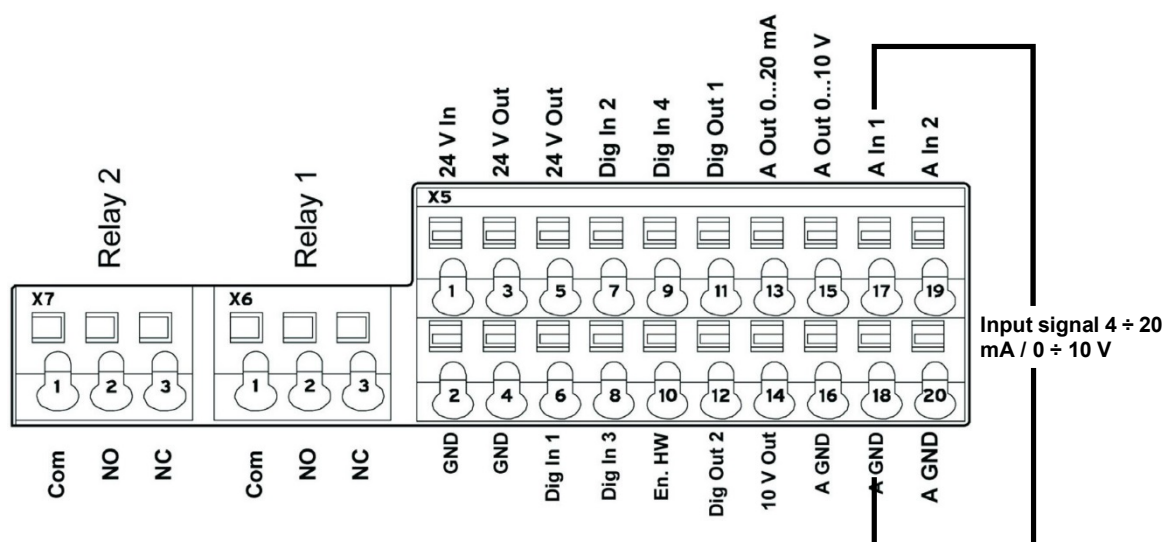 24 V In
24 V Out
24 V Out
Dig In 2
Dig In 4
Dig Out 1
A Out 0...20 mA
A Out 0...10 V
A In 1
A In 2
Relay 2
Relay 1
X5
1 3 5 7 9 11 13 15 17 19
X7
X6
Input signal 4 ÷ 20
mA / 0 ÷ 10 V
1 2 3
1 2 3
2 4 6 8 10 12 14 16 18 20
Com
NO
NC
Com
NO
NC
GND
GND
Dig In 1
Dig In 3
En. HW
Dig Out 2
10 V Out
A GND
A GND
A GND